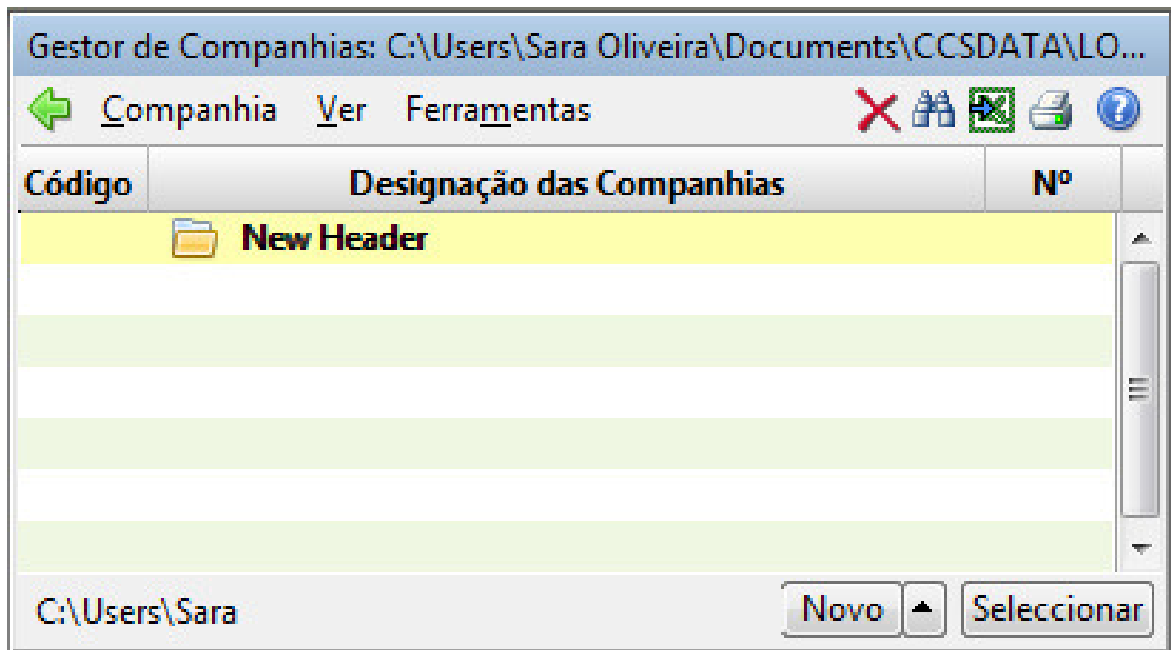 Gestor de Companhias: C:\Users\Sara Oliveira\Documents\CCSDATA\LO...
Companhia Ver Ferramentas
Código Designação das Companhias Nº
New Header
C:\Users\Sara Novo Seleccionar